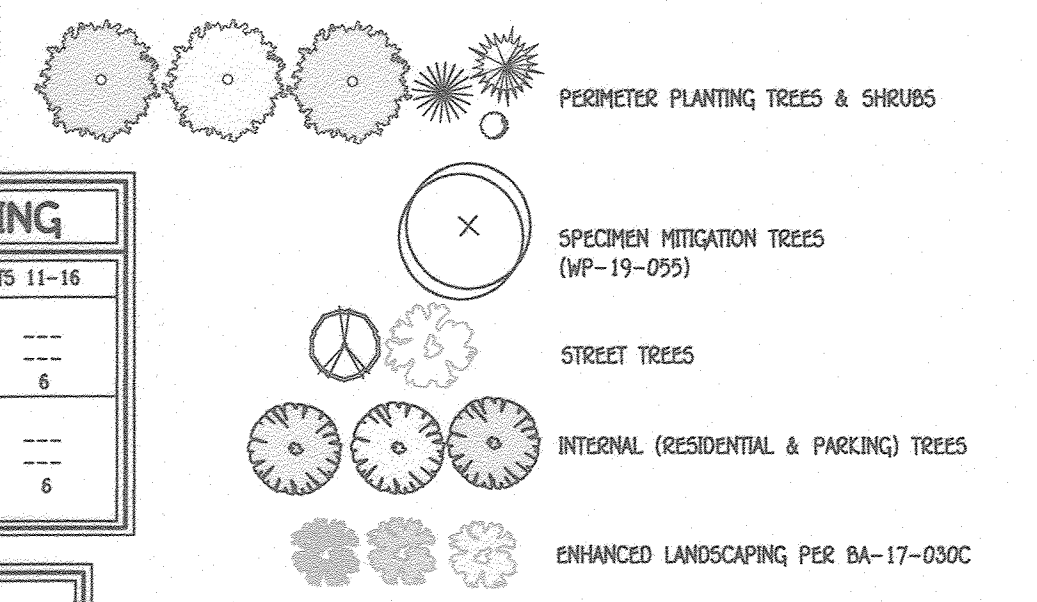 PERIMETER PLANTING TREES & SHRUBS
ING
TS 11-16
SPECIMEN MITIGATION TREES
(WP-19-055)
---
---
6
STREET TREES
---
---
6
INTERNAL (RESIDENTIAL & PARKING) TREES
ENHANCED LANDSCAPING PER BA-17-030C